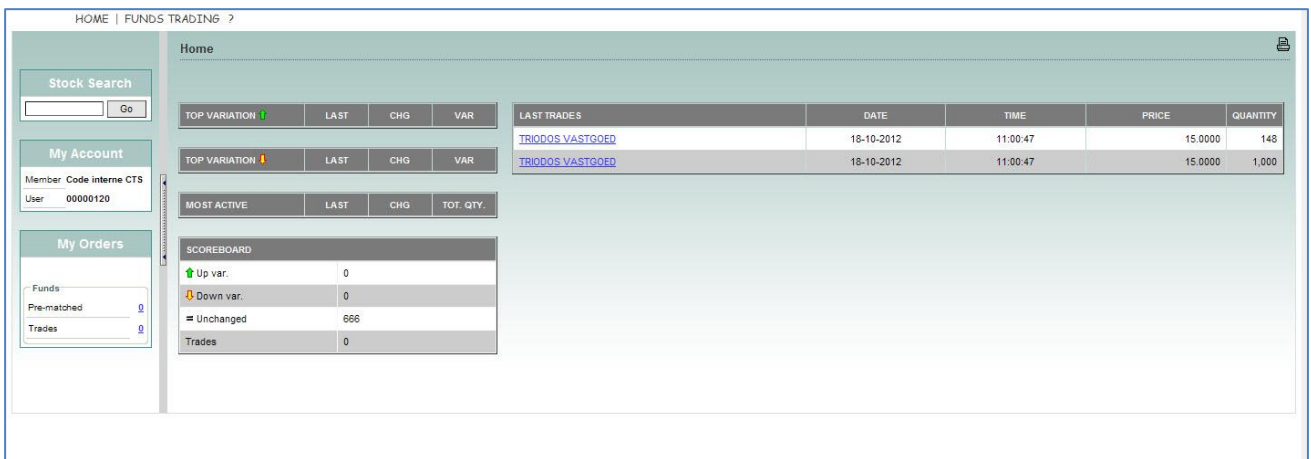 HOME | FUNDS TRADING ?
Home
Stock Search
Go
My Account
Member Code interne CTS
User 00000120
My Orders
Funds
Pre-matched 0
Trades 0
TOP VARIATION LAST CHG VAR
TOP VARIATION LAST CHG VAR
MOST ACTIVE LAST CHG TOT. QTY.
SCOREBOARD
Up var. 0
Down var. 0
= Unchanged 666
Trades 0
LAST TRADES DATE TIME PRICE QUANTITY
TRIODOS VASTGOED 18-10-2012 11:00:47 15.0000 148
TRIODOS VASTGOED 18-10-2012 11:00:47 15.0000 1,000